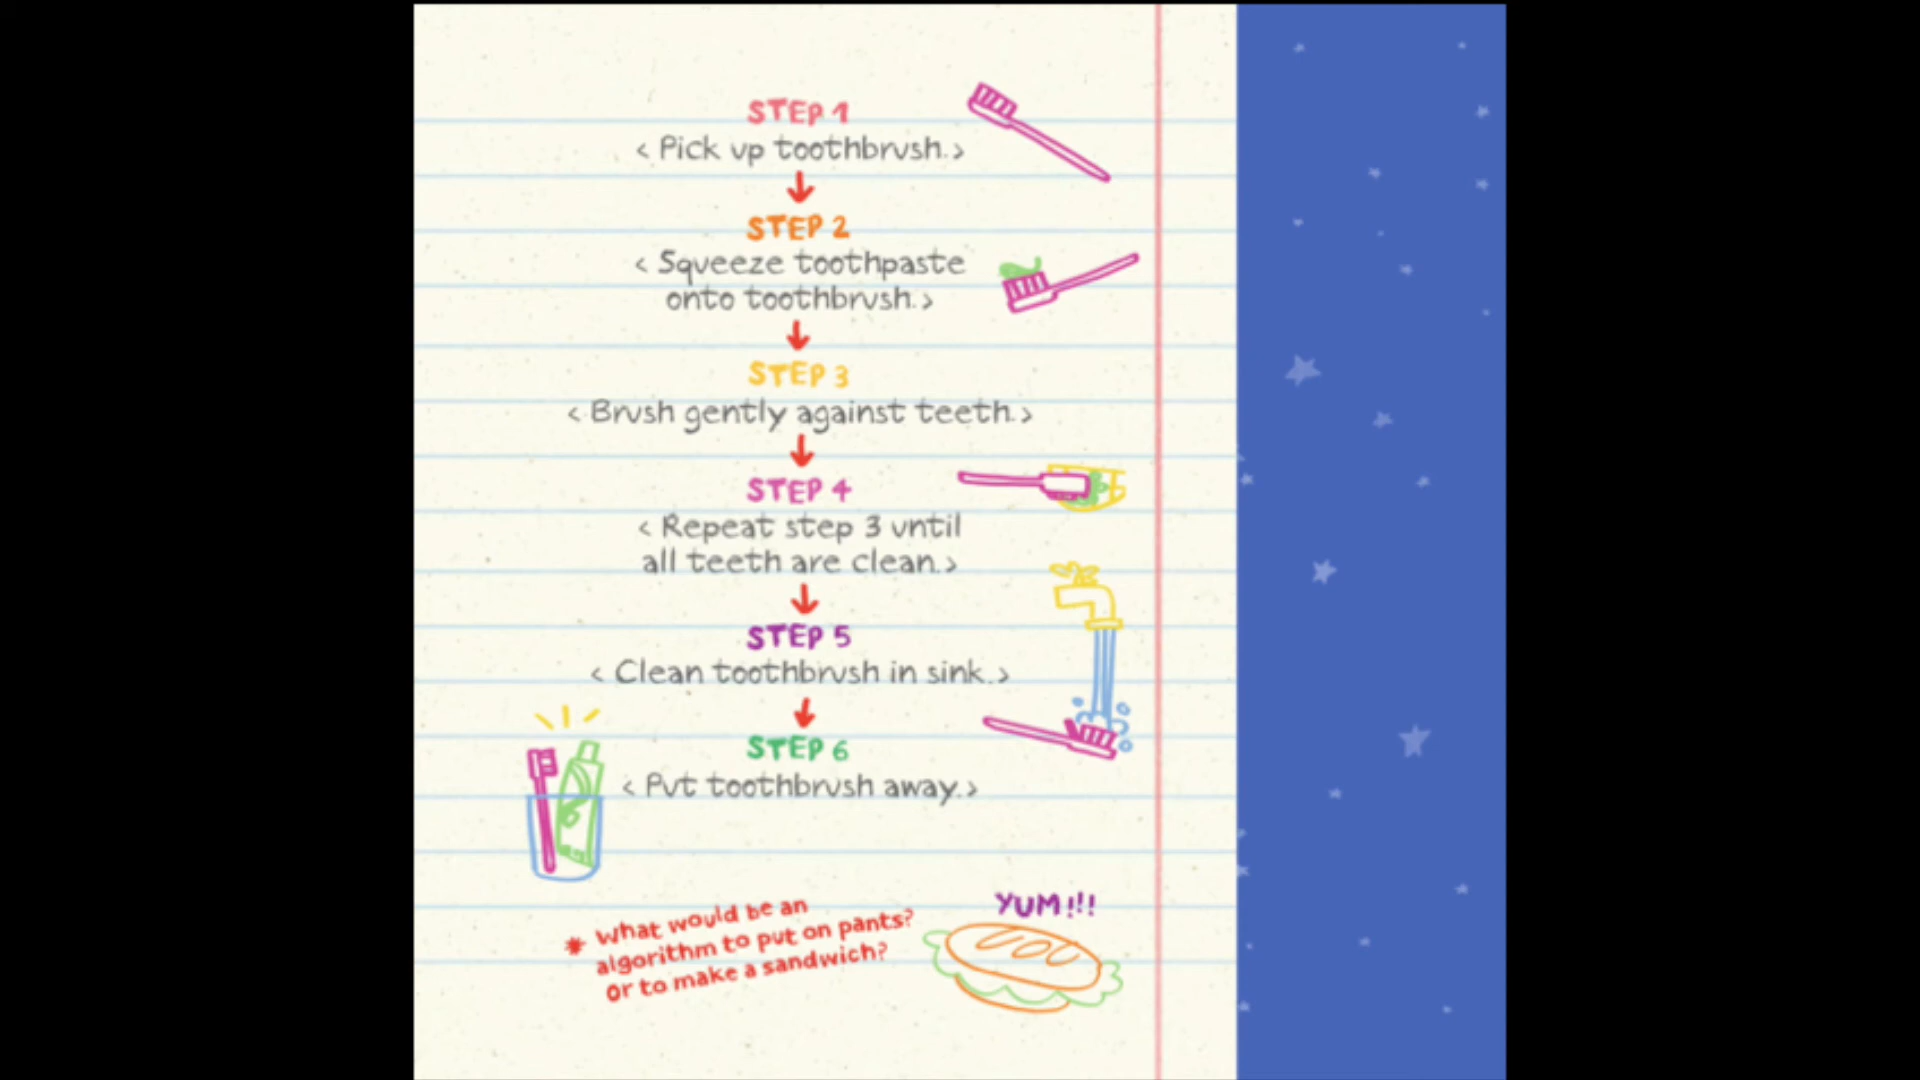 STEP 1
< Pick up toothbrush. >
STEP 2
< Squeeze toothpaste
onto toothbrush. >
STEP 3
< Brush gently against teeth. >
STEP 4
< Repeat step 3 until
all teeth are clean. >
STEP 5
< Clean toothbrush in sink. >
STEP 6
< Put toothbrush away. >
* What would be an
algorithm to put on pants?
Or to make a sandwich?
YUM!!!